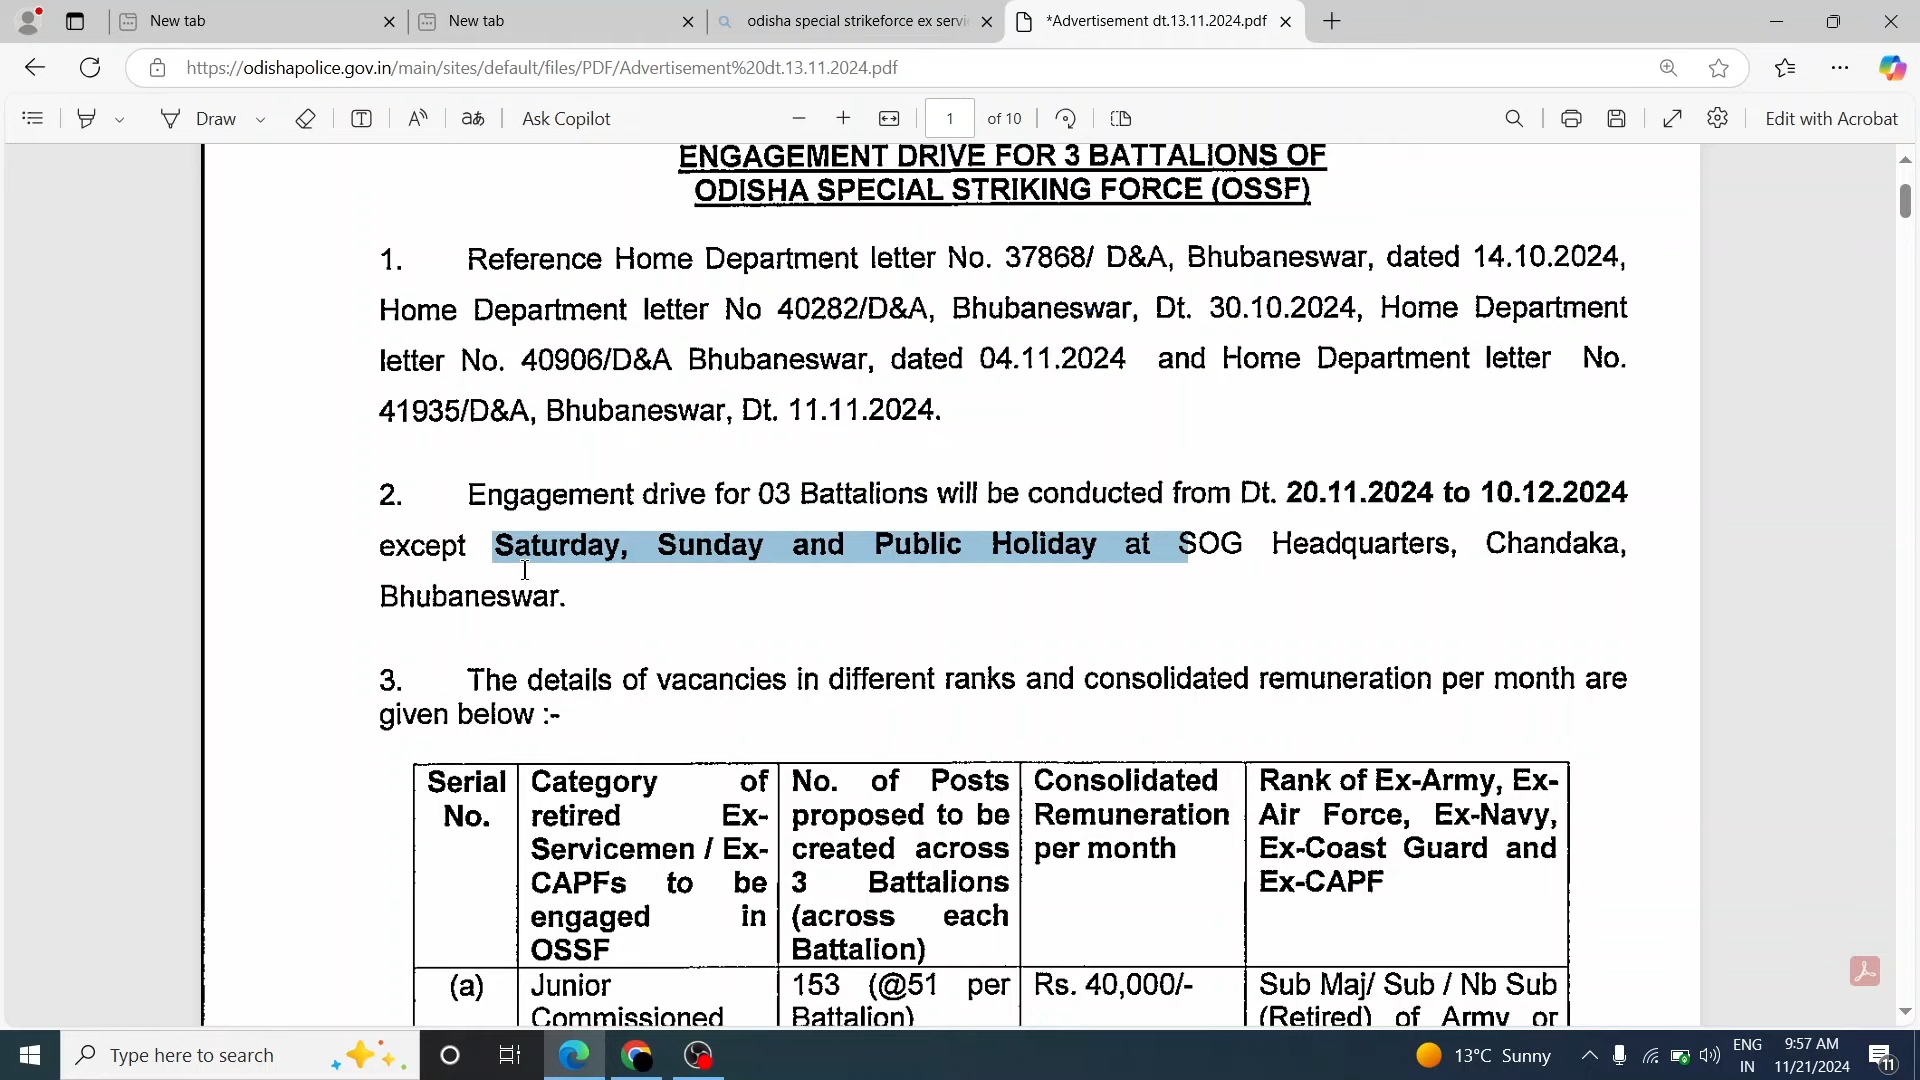 New tab
New tab
odisha special strikeforce ex servi
*Advertisement dt.13.11.2024.pdf
https://odishapolice.gov.in/main/sites/default/files/PDF/Advertisement%20dt.13.11.2024.pdf
Draw
T
A
aあ
Ask Copilot
1 of 10
Edit with Acrobat
ENGAGEMENT DRIVE FOR 3 BATTALIONS OF
ODISHA SPECIAL STRIKING FORCE (OSSF)
1. Reference Home Department letter No. 37868/ D&A, Bhubaneswar, dated 14.10.2024,
Home Department letter No 40282/D&A, Bhubaneswar, Dt. 30.10.2024, Home Department
letter No. 40906/D&A Bhubaneswar, dated 04.11.2024 and Home Department letter No.
41935/D&A, Bhubaneswar, Dt. 11.11.2024.
2. Engagement drive for 03 Battalions will be conducted from Dt. 20.11.2024 to 10.12.2024
except Saturday, Sunday and Public Holiday at SOG Headquarters, Chandaka,
Bhubaneswar.
3. The details of vacancies in different ranks and consolidated remuneration per month are
given below :-
Serial
No.
Category of
retired Ex-
Servicemen / Ex-
CAPFs to be
engaged in
OSSF
No. of Posts
proposed to be
created across
3 Battalions
(across each
Battalion)
Consolidated
Remuneration
per month
Rank of Ex-Army, Ex-
Air Force, Ex-Navy,
Ex-Coast Guard and
Ex-CAPF
(a)
Junior
Commissioned
153 (@51 per
Battalion)
Rs. 40,000/-
Sub Maj/ Sub / Nb Sub
(Retired) of Army or
Type here to search
13°C Sunny
ENG
IN
9:57 AM
11/21/2024
11